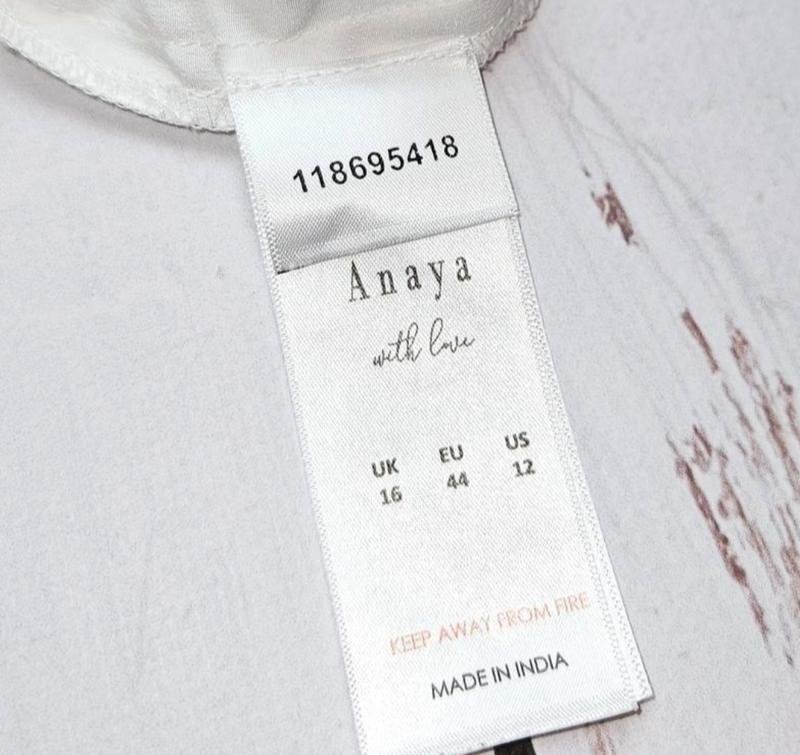 118695418
Anaya
with love
UK EU US
16 44 12
KEEP AWAY FROM FIRE
MADE IN INDIA